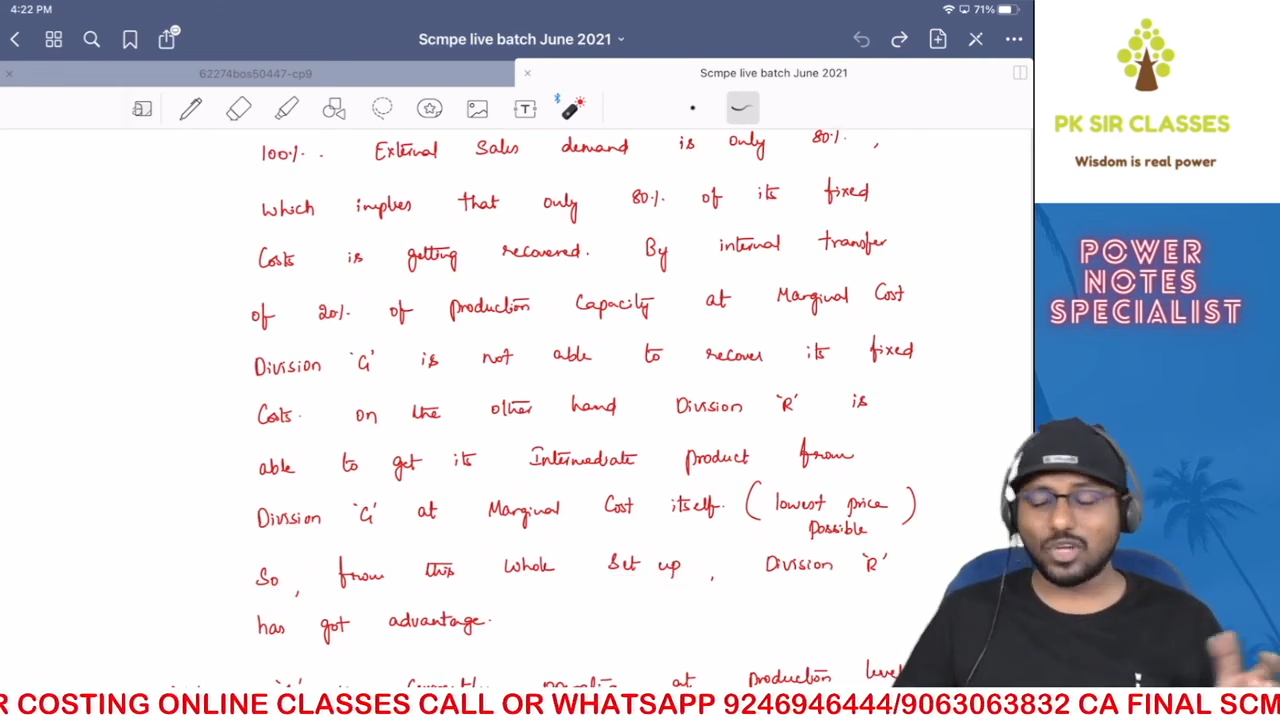 4:22 PM
71%
Scmpe live batch June 2021
62274bos50447-cp9
Scmpe live batch June 2021
100%. External Sales demand is only 80%,
which implies that only 80% of its fixed
Costs is getting recovered. By internal transfer
of 20% of production Capacity at Marginal Cost
Division 'G' is not able to recover its fixed
Costs. on the other hand Division 'R' is
able to get its Intermediate product from
Division 'G' at Marginal Cost itself. (lowest price possible)
So, from this whole set up, Division 'R'
has got advantage.
Currently operating at production level
PK SIR CLASSES
Wisdom is real power
POWER
NOTES
SPECIALIST
R COSTING ONLINE CLASSES CALL OR WHATSAPP 9246946444/9063063832 CA FINAL SCM